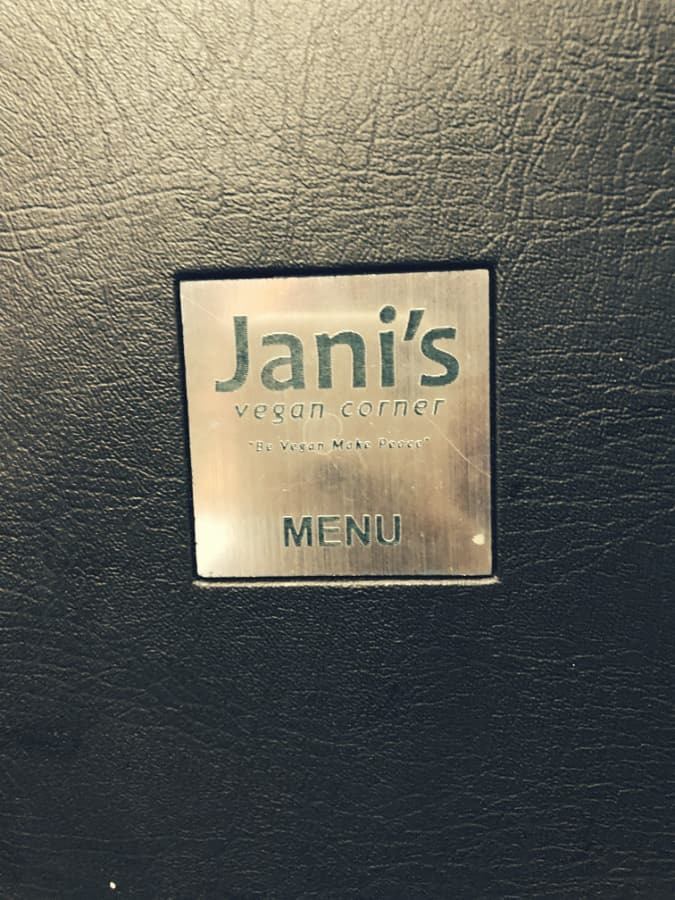 Jani's
vegan corner
"Be Vegan Make Peace"
MENU